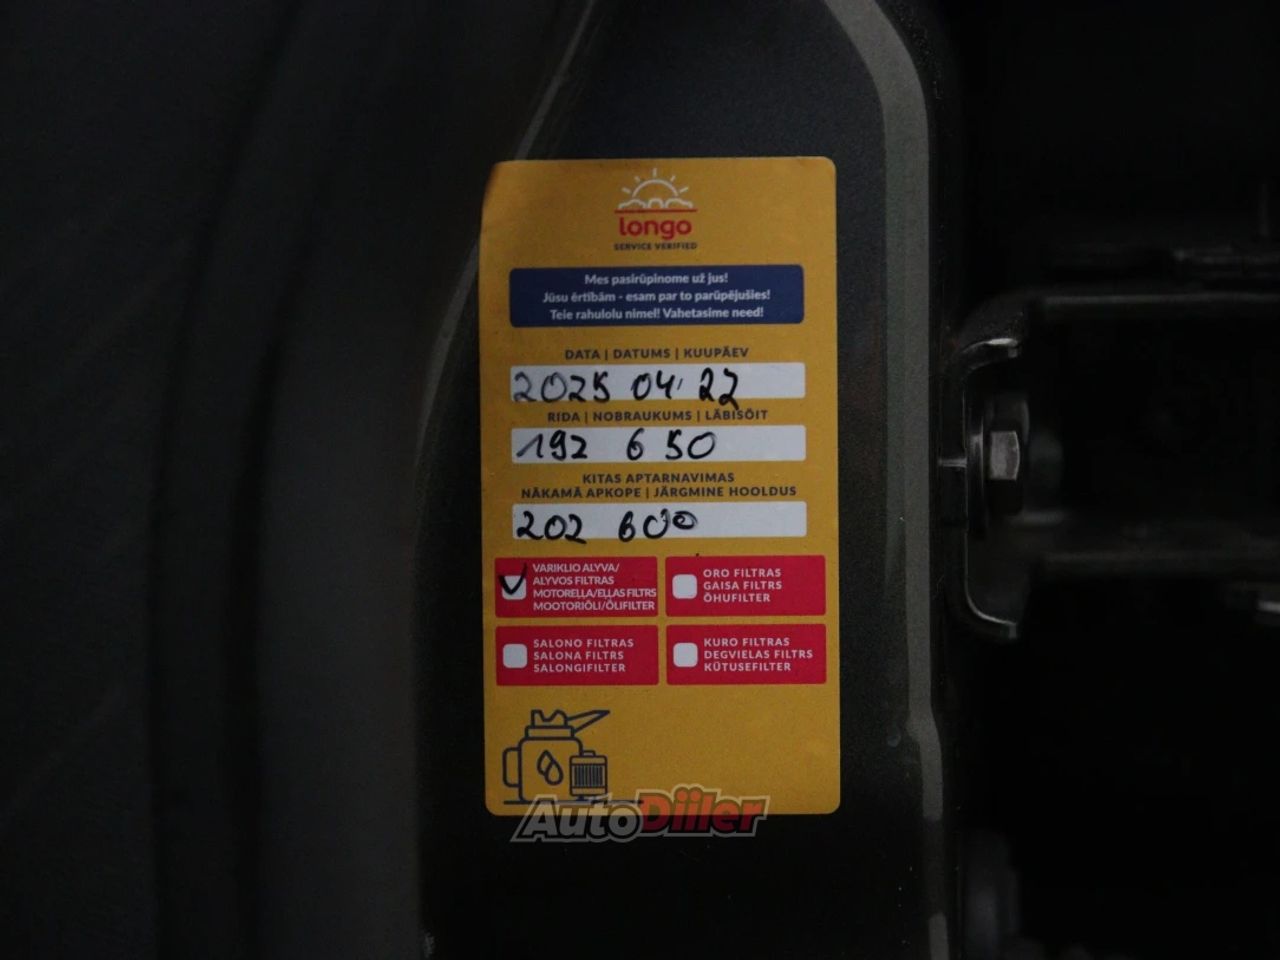 longo
SERVICE VERIFIED
Mes pasirūpinome už jus!
Jūsu ērtībām - esam par to parūpējušies!
Teie rahulolu nimel! Vahetasime need!
DATA | DATUMS | KUUPÄEV
2025 04 22
RIDA | NOBRAUKUMS | LÄBISÕIT
192 650
KITAS APTARNAVIMAS
NĀKAMĀ APKOPE | JÄRGMINE HOOLDUS
202 600
VARIKLIO ALYVA/
ALYVOS FILTRAS
MOTOREĻĻA/EĻĻAS FILTRS
MOOTORIÕLI/ÕLIFILTER
ORO FILTRAS
GAISA FILTRS
ÕHUFILTER
SALONO FILTRAS
SALONA FILTRS
SALONGIFILTER
KURO FILTRAS
DEGVIELAS FILTRS
KÜTUSEFILTER
AutoDiiler